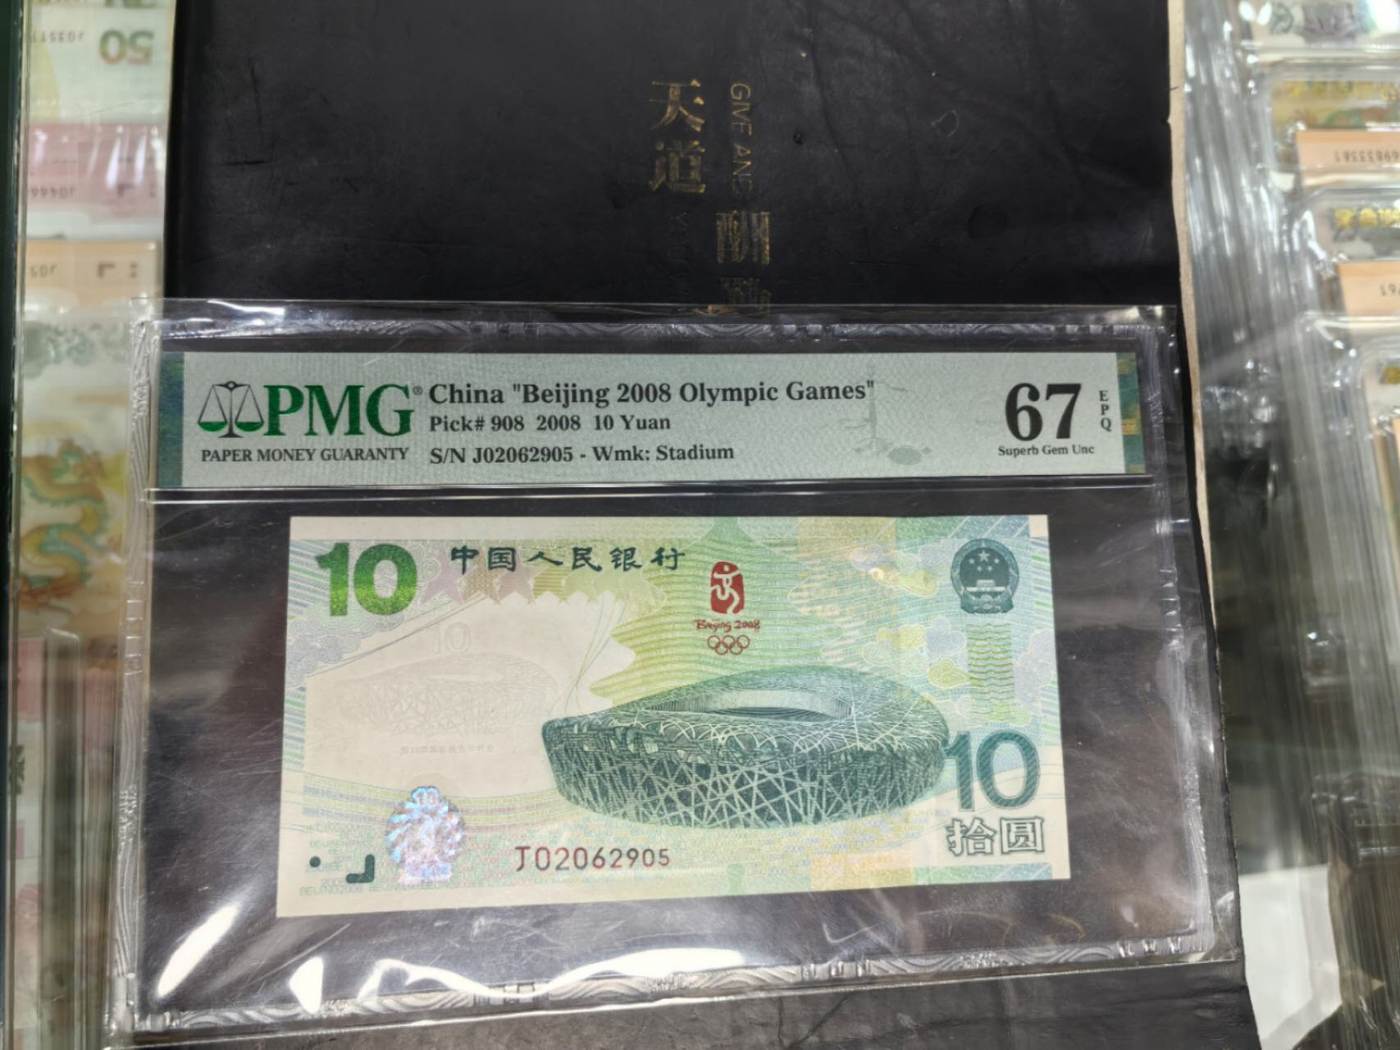 50
天道
GIVE AND
酬勤
PMG®
PAPER MONEY GUARANTY
China "Beijing 2008 Olympic Games"
Pick# 908 2008 10 Yuan
S/N J02062905 - Wmk: Stadium
67
EPQ
Superb Gem Unc
10
中国人民银行
Beijing 2008
10
10
拾圆
J02062905